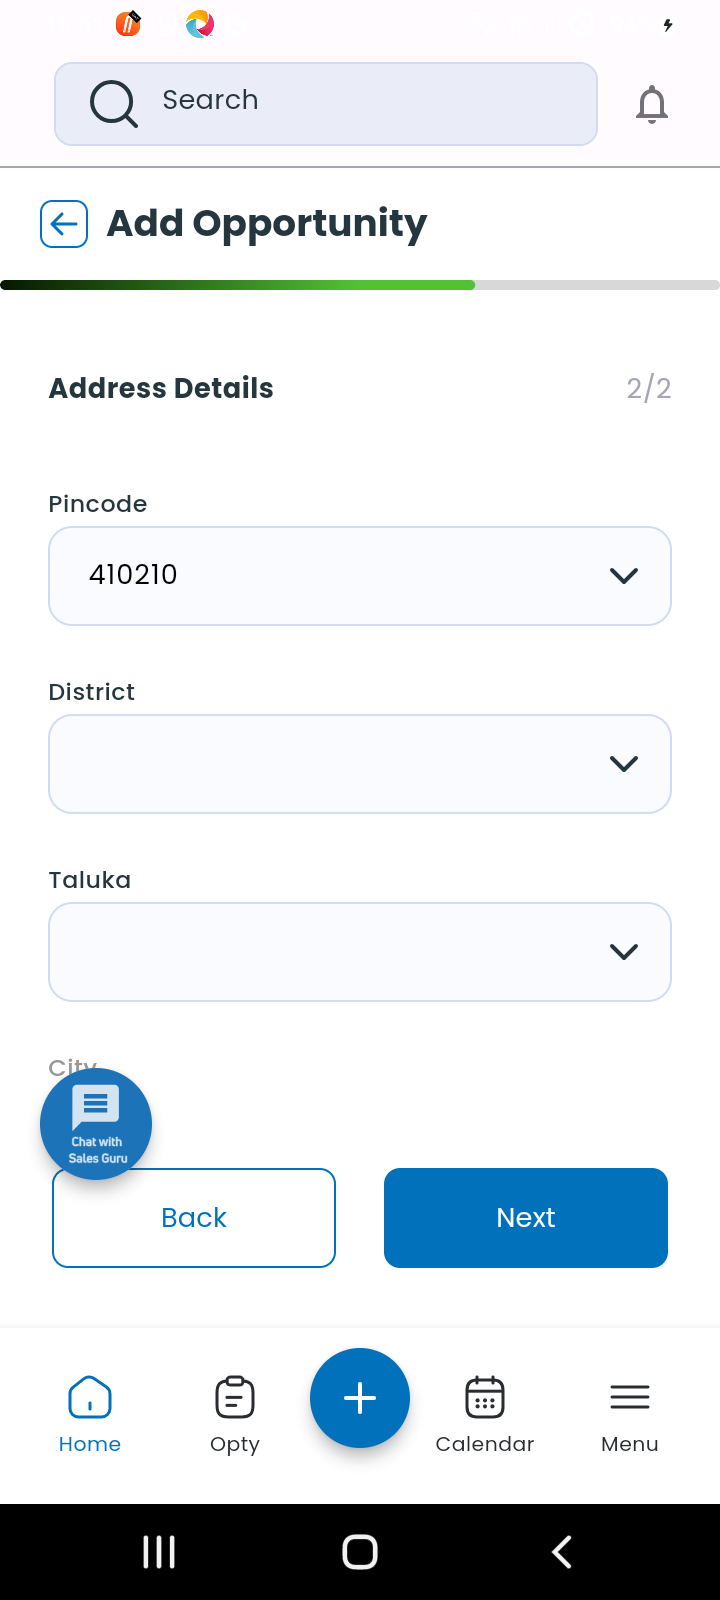 Search
Add Opportunity
Address Details
2/2
Pincode
410210
District
Taluka
City
Chat with
Sales Guru
Back
Next
Home
Opty
Calendar
Menu